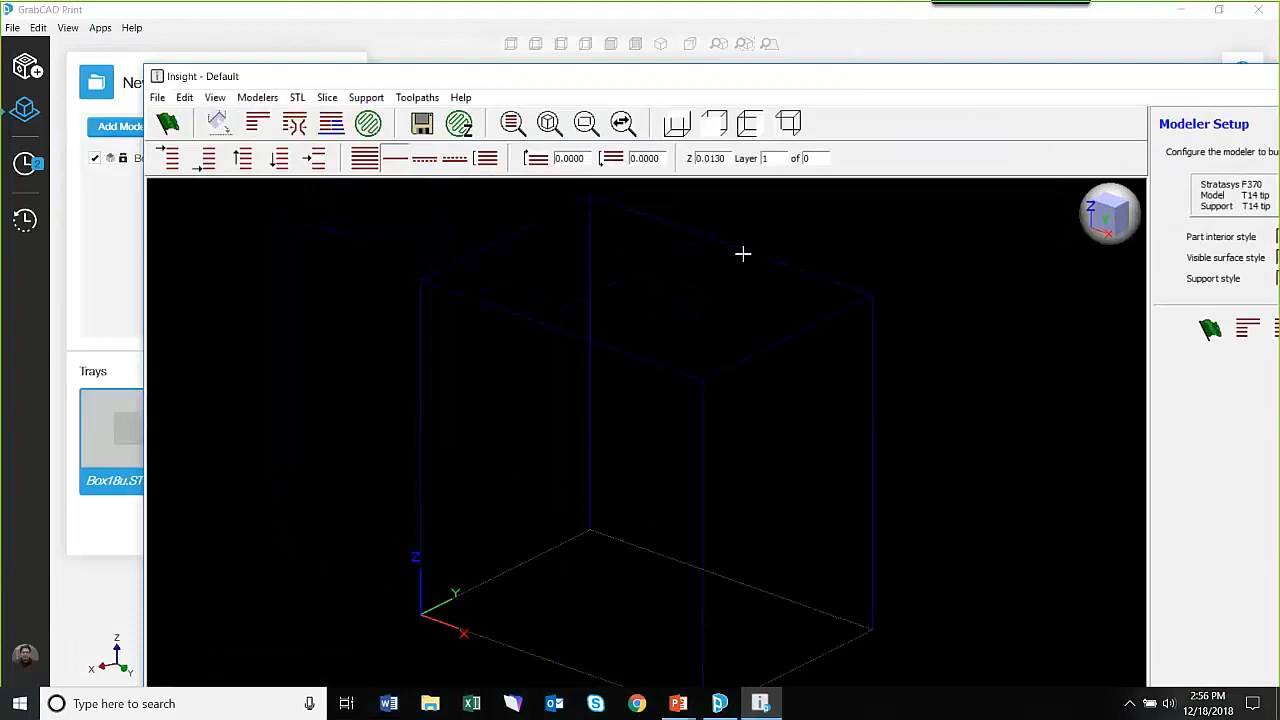 GrabCAD Print
File Edit View Apps Help
Insight - Default
File Edit View Modelers STL Slice Support Toolpaths Help
0.0000 0.0000 Z 0.0130 Layer 1 of 0
Add Mode
Trays
Box18u.ST
2
Modeler Setup
Configure the modeler to bu
Stratasys F370
Model T14 tip
Support T14 tip
Part interior style
Visible surface style
Support style
Z
Y
X
Z
Y
X
Z
X
Y
Type here to search
2:56 PM
12/18/2018